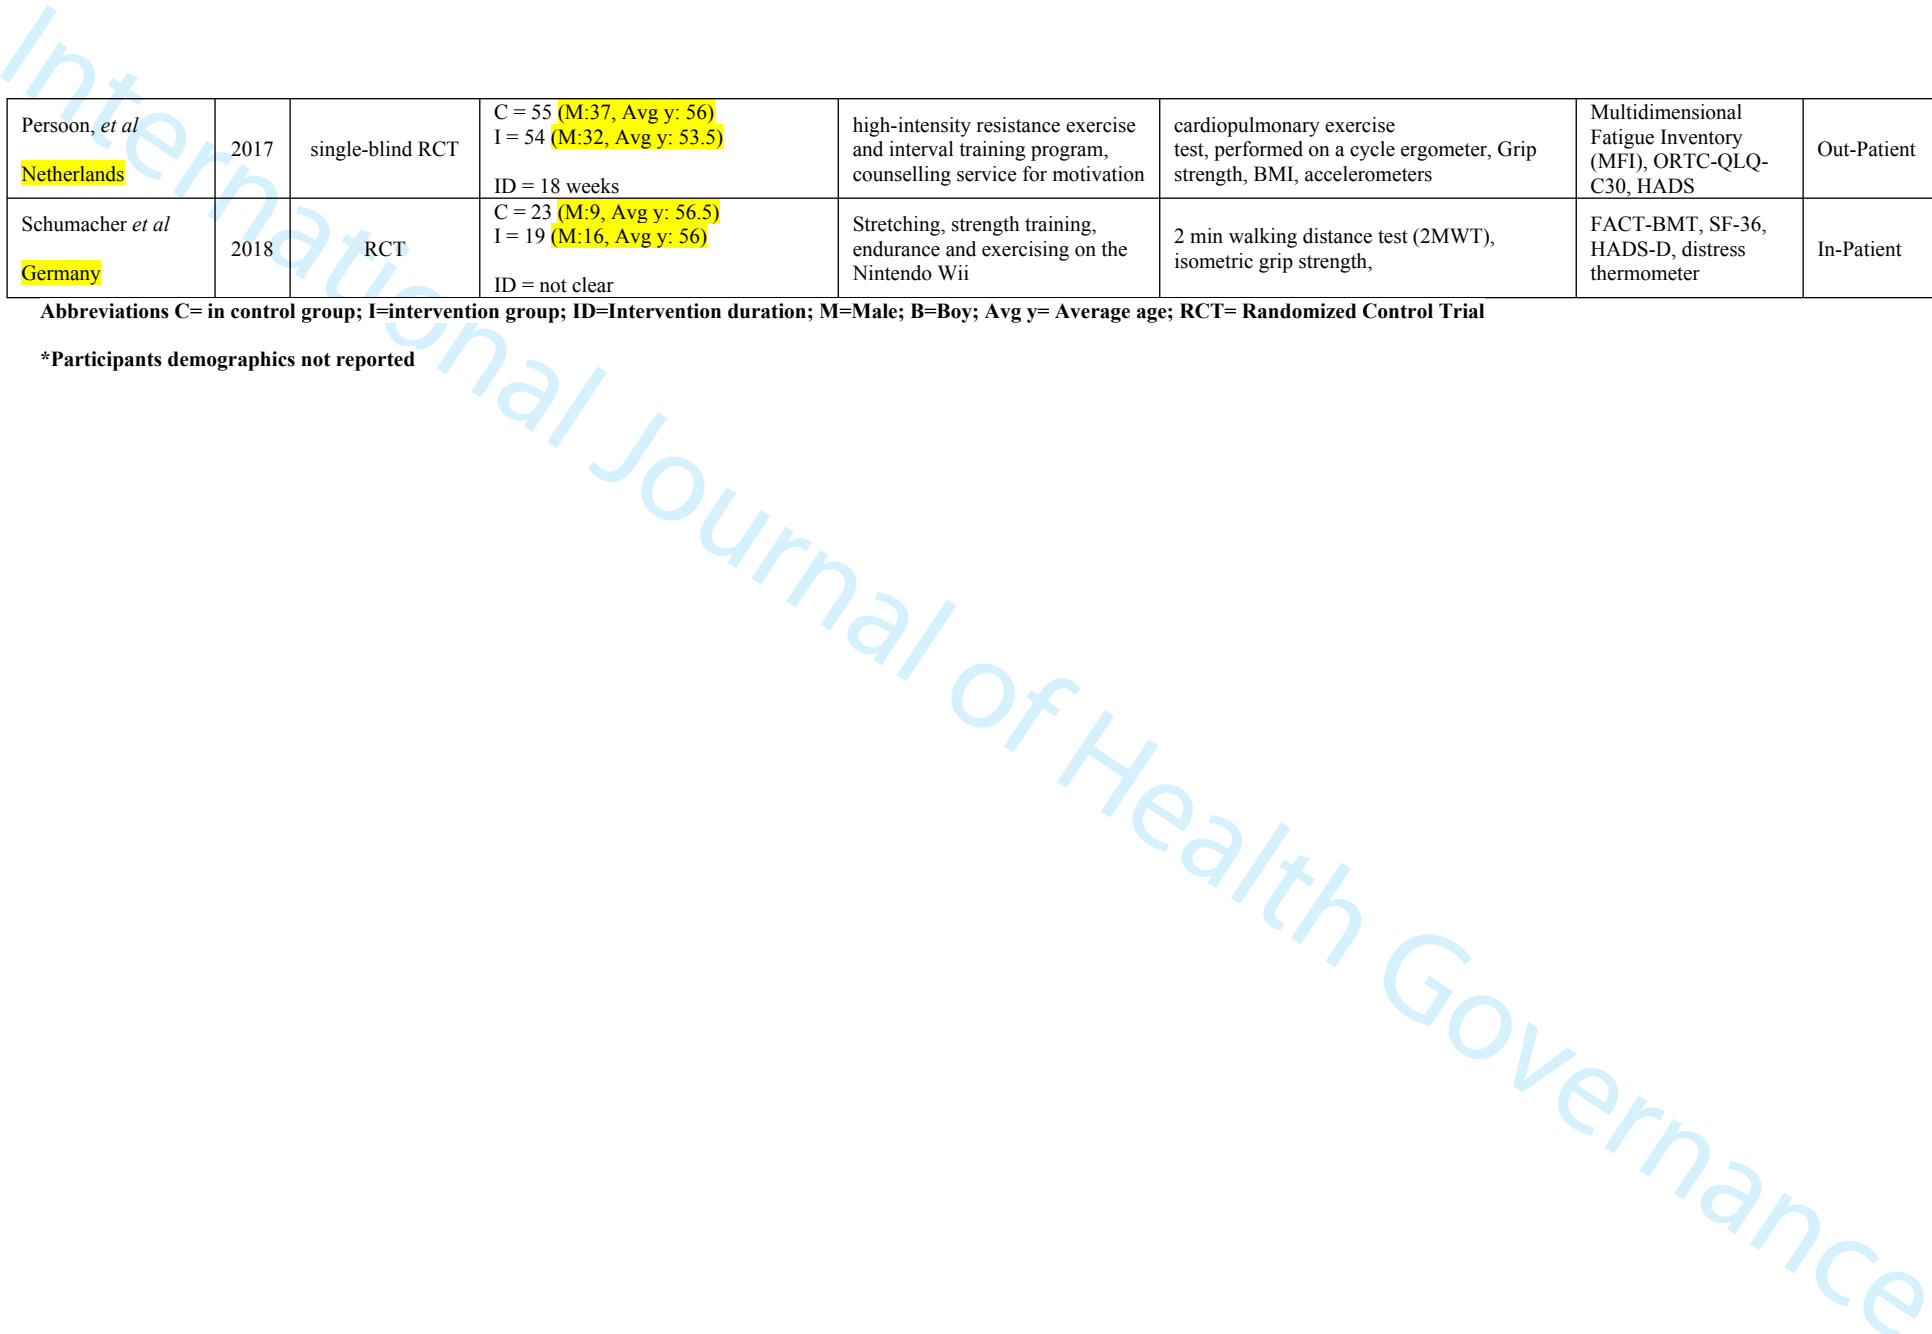 Persoon, et al
Netherlands
2017
single-blind RCT
C = 55 (M:37, Avg y: 56)
I = 54 (M:32, Avg y: 53.5)
ID = 18 weeks
high-intensity resistance exercise
and interval training program,
counselling service for motivation
cardiopulmonary exercise
test, performed on a cycle ergometer, Grip
strength, BMI, accelerometers
Multidimensional
Fatigue Inventory
(MFI), ORTC-QLQ-
C30, HADS
Out-Patient
Schumacher et al
Germany
2018
RCT
C = 23 (M:9, Avg y: 56.5)
I = 19 (M:16, Avg y: 56)
ID = not clear
Stretching, strength training,
endurance and exercising on the
Nintendo Wii
2 min walking distance test (2MWT),
isometric grip strength,
FACT-BMT, SF-36,
HADS-D, distress
thermometer
In-Patient
Abbreviations C= in control group; I=intervention group; ID=Intervention duration; M=Male; B=Boy; Avg y= Average age; RCT= Randomized Control Trial
*Participants demographics not reported
International Journal of Health Governance